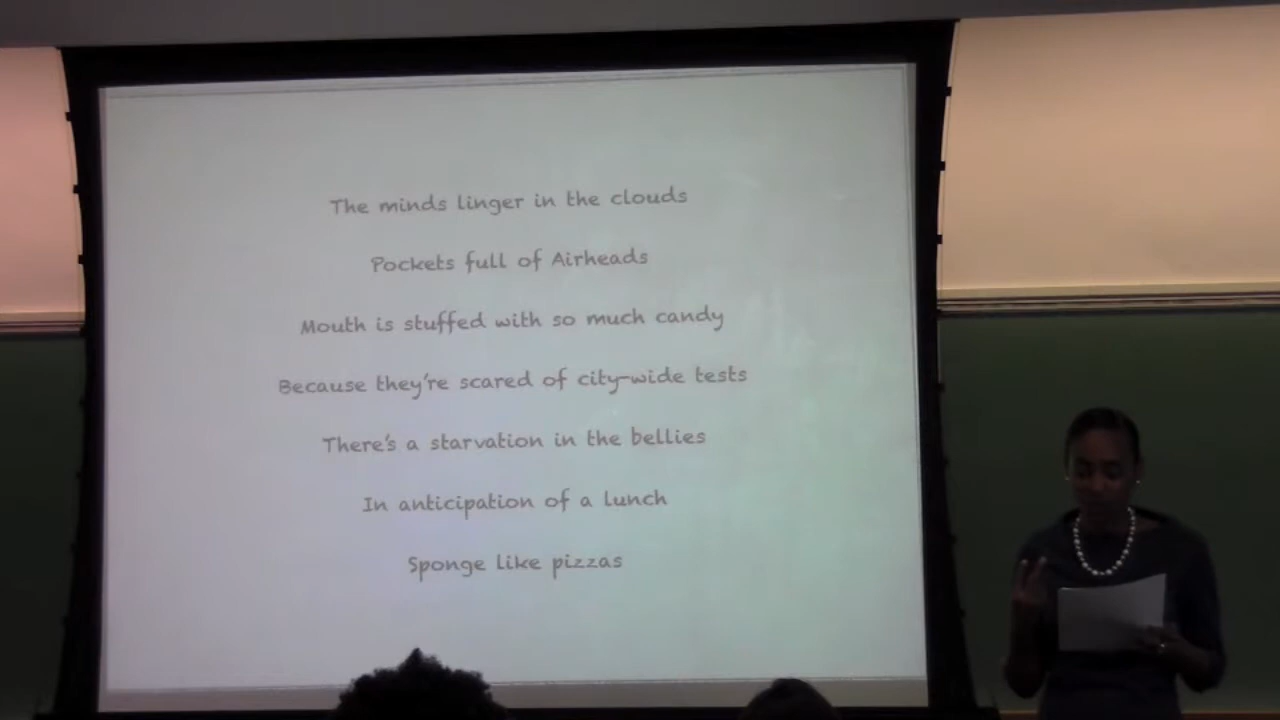 The minds linger in the clouds
Pockets full of Airheads
Mouth is stuffed with so much candy
Because they're scared of city-wide tests
There's a starvation in the bellies
In anticipation of a lunch
Sponge like pizzas